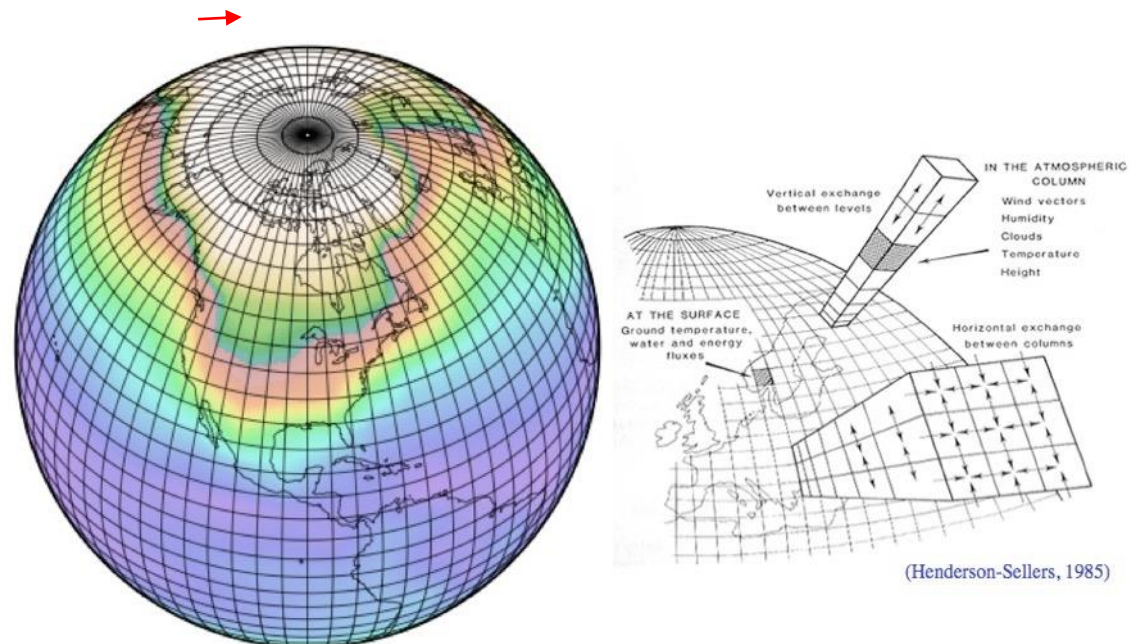 IN THE ATMOSPHERIC
COLUMN
Wind vectors
Humidity
Clouds
Temperature
Height
Vertical exchange
between levels
AT THE SURFACE
Ground temperature,
water and energy
fluxes
Horizontal exchange
between columns
(Henderson-Sellers, 1985)